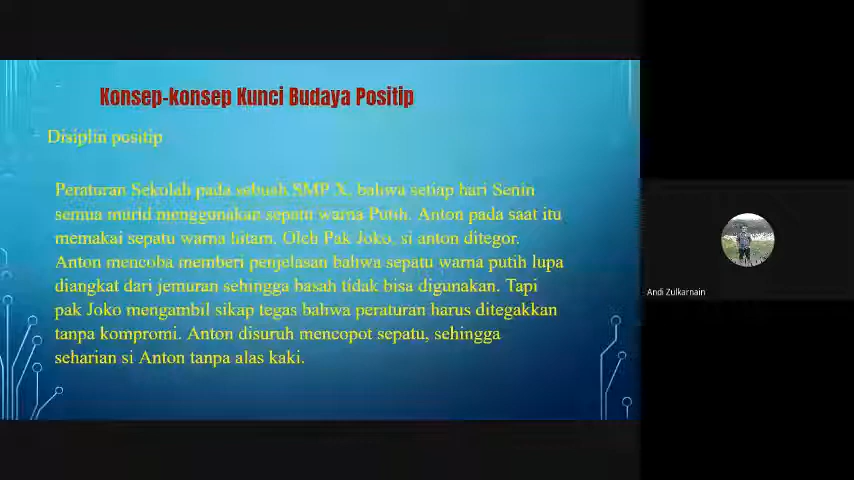 Konsep-konsep Kunci Budaya Positip
Disiplin positip
Peraturan Sekolah pada sebuah SMP X, bahwa setiap hari Senin
semua murid menggunakan sepatu warna Putih. Anton pada saat itu
memakai sepatu warna hitam. Oleh Pak Joko, si anton ditegor.
Anton mencoba memberi penjelasan bahwa sepatu warna putih lupa
diangkat dari jemuran sehingga basah tidak bisa digunakan. Tapi
pak Joko mengambil sikap tegas bahwa peraturan harus ditegakkan
tanpa kompromi. Anton disuruh mencopot sepatu, sehingga
seharian si Anton tanpa alas kaki.
Andi Zulkarnain